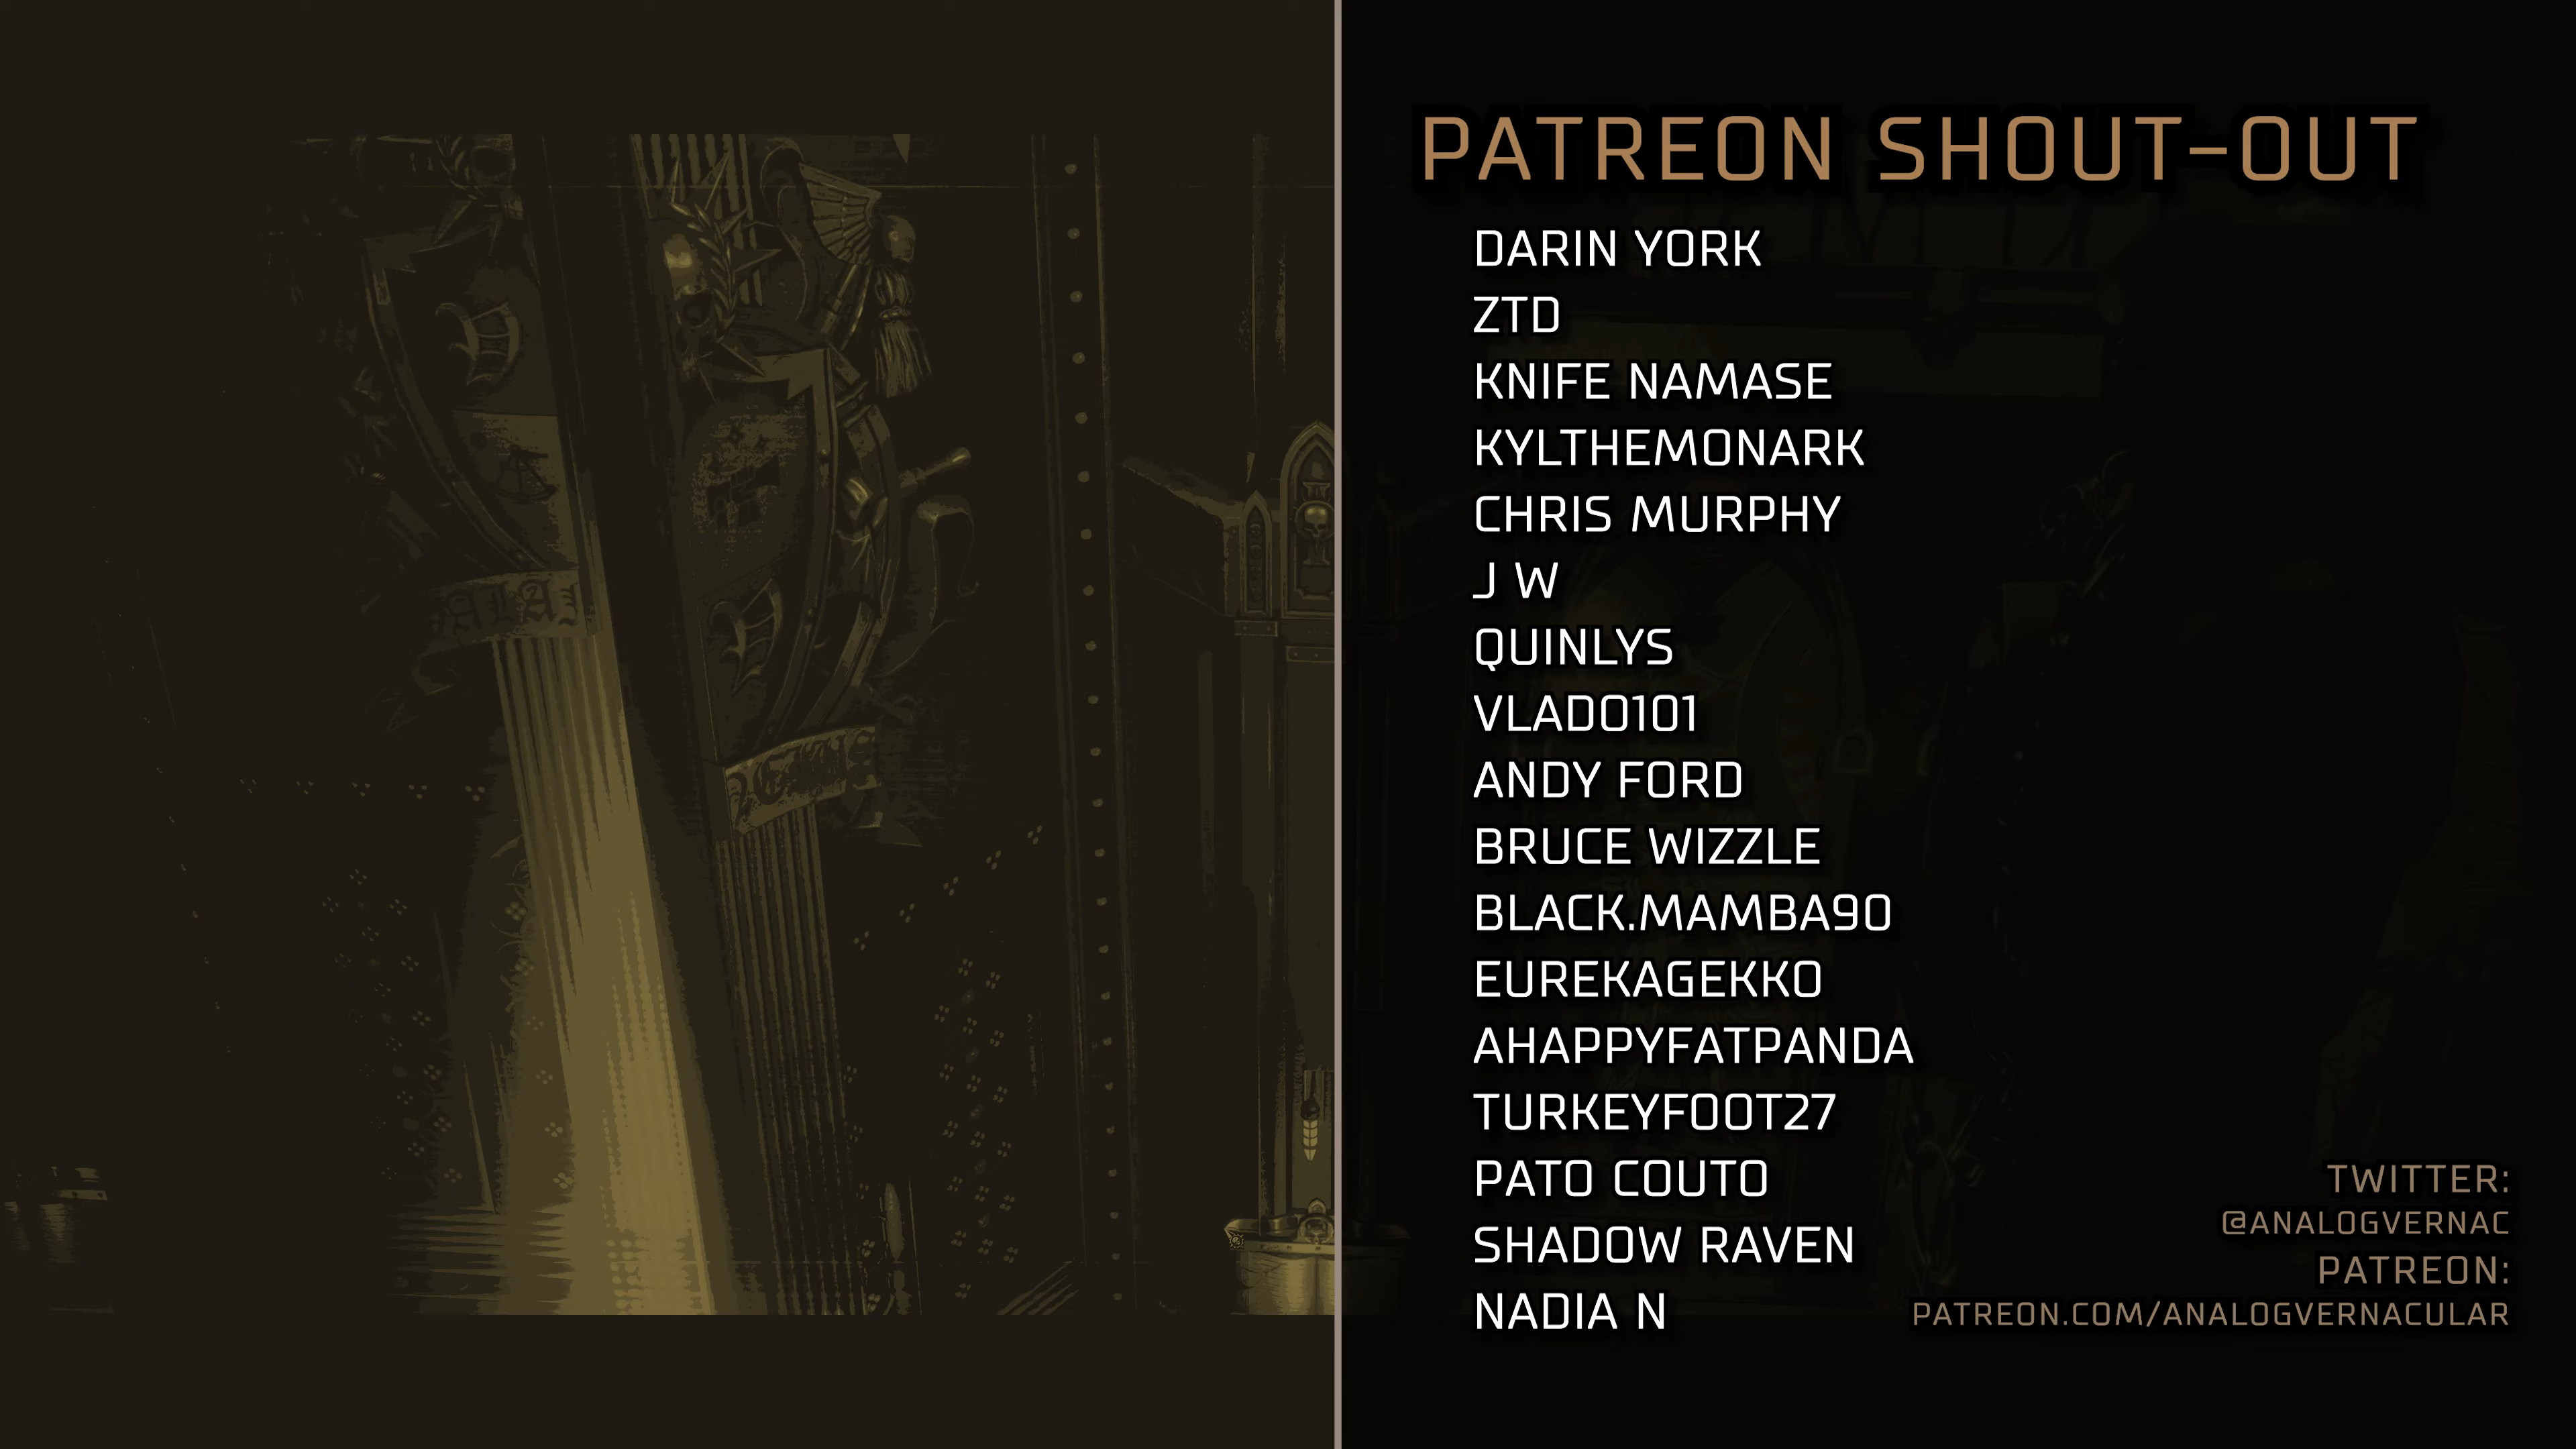 PATREON SHOUT-OUT
DARIN YORK
ZTD
KNIFE NAMASE
KYLTHEMONARK
CHRIS MURPHY
J W
QUINLYS
VLADO101
ANDY FORD
BRUCE WIZZLE
BLACK.MAMBA90
EUREKAGEKKO
AHAPPYFATPANDA
TURKEYFOOT27
PATO COUTO
SHADOW RAVEN
NADIA N
TWITTER:
@ANALOGVERNAC
PATREON:
PATREON.COM/ANALOGVERNACULAR